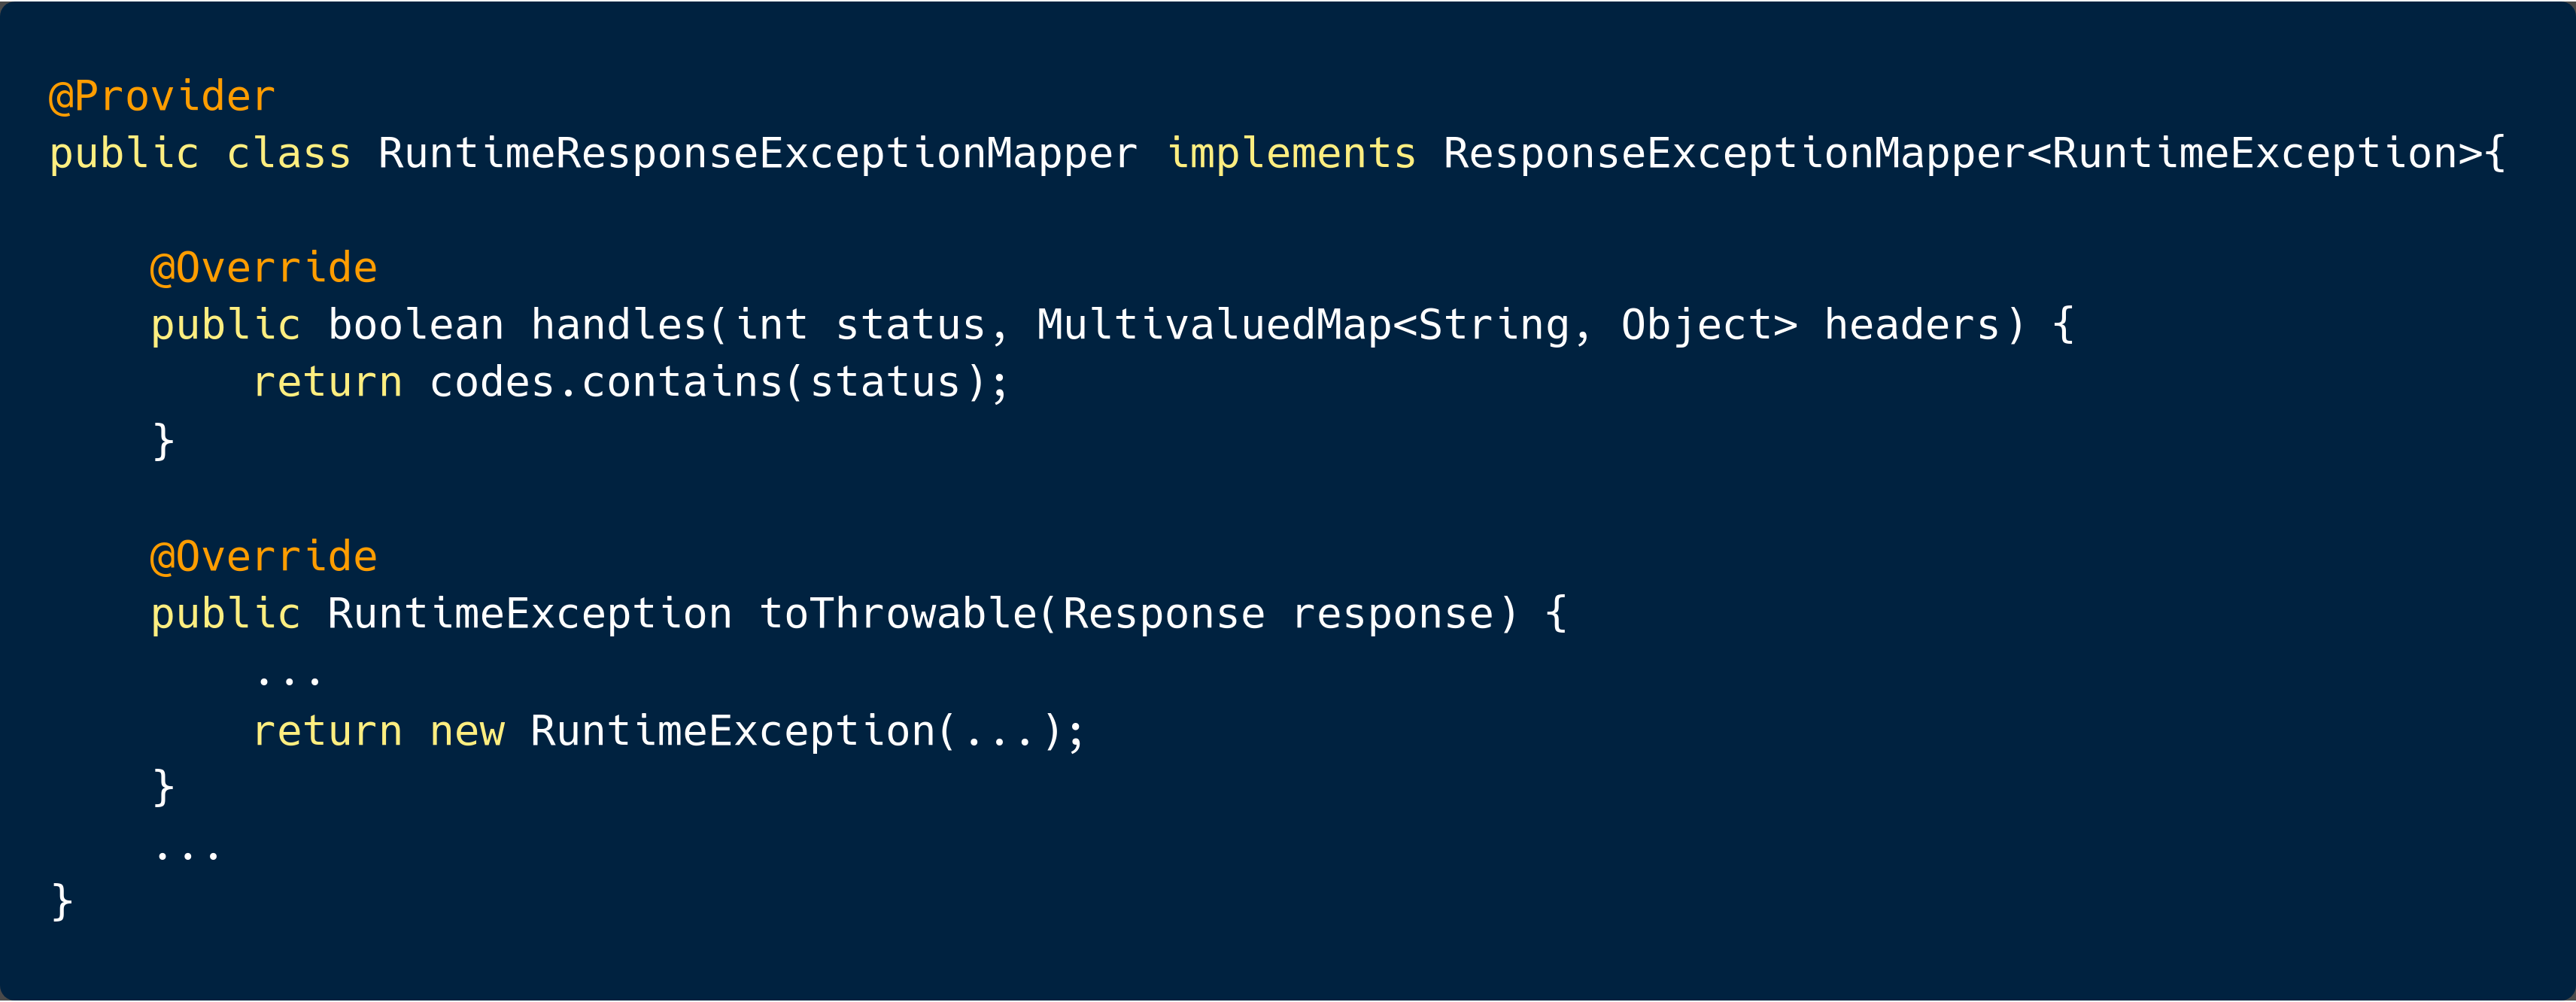 @Provider
public class RuntimeResponseExceptionMapper implements ResponseExceptionMapper<RuntimeException>{
@Override
public boolean handles(int status, MultivaluedMap<String, Object> headers) {
return codes.contains(status);
}
@Override
public RuntimeException toThrowable(Response response) {
...
return new RuntimeException(...);
}
...
}